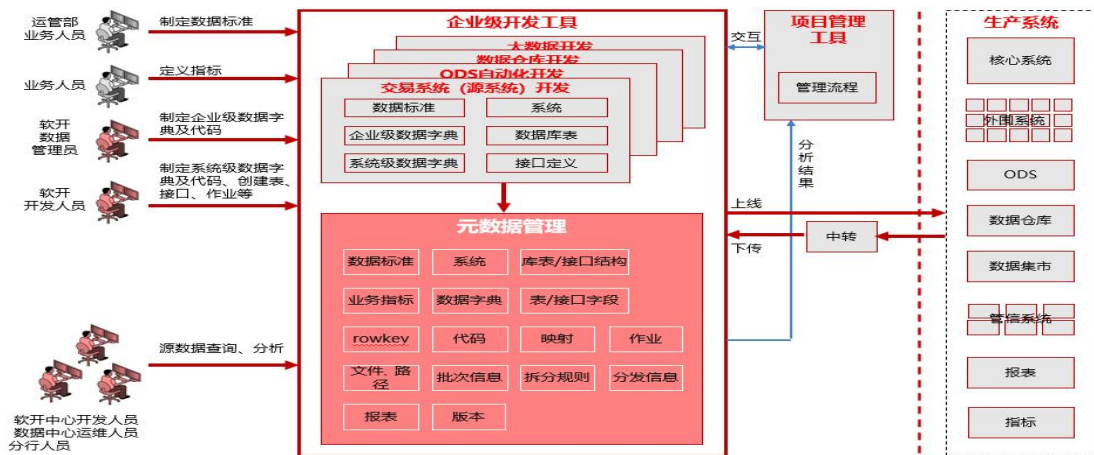 运管部
业务人员
制定数据标准
业务人员
定义指标
软开
数据
管理员
制定企业级数据字
典及代码
软开
开发人员
制定系统级数据字
典及代码、创建表、
接口、作业等
源数据查询、分析
软开中心开发人员
数据中心运维人员
分行人员
企业级开发工具
大数据开发
数据仓库开发
ODS自动化开发
交易系统（源系统）开发
数据标准
系统
企业级数据字典
数据库表
系统级数据字典
接口定义
元数据管理
数据标准
系统
库表/接口结构
业务指标
数据字典
表/接口字段
rowkey
代码
映射
作业
文件、路
径
批次信息
拆分规则
分发信息
报表
版本
交互
项目管理
工具
管理流程
分析结果
上线
下传
中转
生产系统
核心系统
外围系统
ODS
数据仓库
数据集市
管信系统
报表
指标